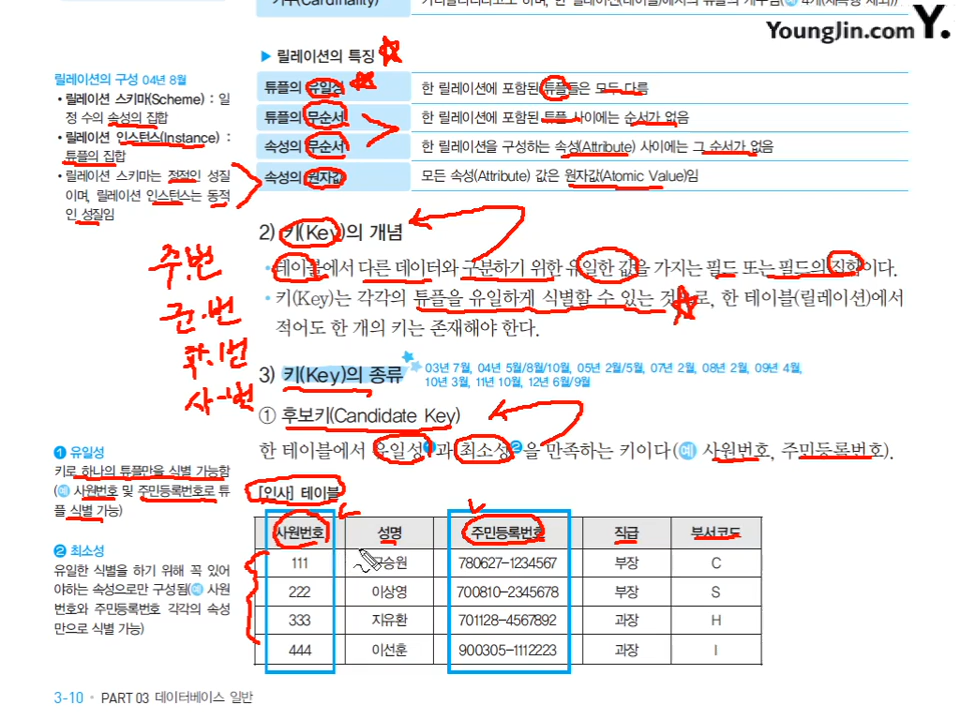 YoungJin.com Y.
▶ 릴레이션의 특징
튜플의 유일성 한 릴레이션에 포함된 튜플들은 모두 다름
튜플의 무순서 한 릴레이션에 포함된 튜플 사이에는 순서가 없음
속성의 무순서 한 릴레이션을 구성하는 속성(Attribute) 사이에는 그 순서가 없음
속성의 원자값 모든 속성(Attribute) 값은 원자값(Atomic Value)임
릴레이션의 구성 04년 8월
• 릴레이션 스키마(Scheme) : 일
정 수의 속성의 집합
• 릴레이션 인스턴스(Instance) :
튜플의 집합
• 릴레이션 스키마는 정적인 성질
이며, 릴레이션 인스턴스는 동적
인 성질임
2) 키(Key)의 개념
• 테이블에서 다른 데이터와 구분하기 위한 유일한 값을 가지는 필드 또는 필드의 집합이다.
• 키(Key)는 각각의 튜플을 유일하게 식별할 수 있는 것으로, 한 테이블(릴레이션)에서
적어도 한 개의 키는 존재해야 한다.
주.번
군.번
학.번
사.번
3) 키(Key)의 종류 03년 7월, 04년 5월/8월/10월, 05년 2월/5월, 07년 2월, 08년 2월, 09년 4월,
10년 3월, 11년 10월, 12년 6월/9월
① 후보키(Candidate Key)
한 테이블에서 유일성❶과 최소성❷을 만족하는 키이다(예 사원번호, 주민등록번호).
❶ 유일성
키로 하나의 튜플만을 식별 가능함
(예 사원번호 및 주민등록번호로 튜
플 식별 가능)
❷ 최소성
유일한 식별을 하기 위해 꼭 있어
야하는 속성으로만 구성됨(예 사원
번호와 주민등록번호 각각의 속성
만으로 식별 가능)
[인사] 테이블
사원번호 성명 주민등록번호 직급 부서코드
111 승원 780627-1234567 부장 C
222 이상영 700810-2345678 부장 S
333 지유환 701128-4567892 과장 H
444 이선훈 900305-1112223 과장 I
3-10 • PART 03 데이터베이스 일반